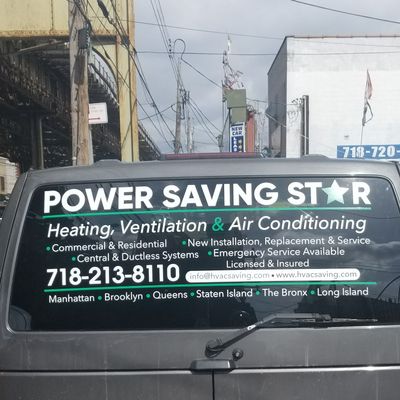 POWER SAVING ST★R
Heating, Ventilation & Air Conditioning
•Commercial & Residential •New Installation, Replacement & Service
•Central & Ductless Systems •Emergency Service Available
Licensed & Insured
718-213-8110 info@hvacsaving.com • www.hvacsaving.com
Manhattan • Brooklyn • Queens • Staten Island • The Bronx • Long Island
NEW
CAR
718-720-